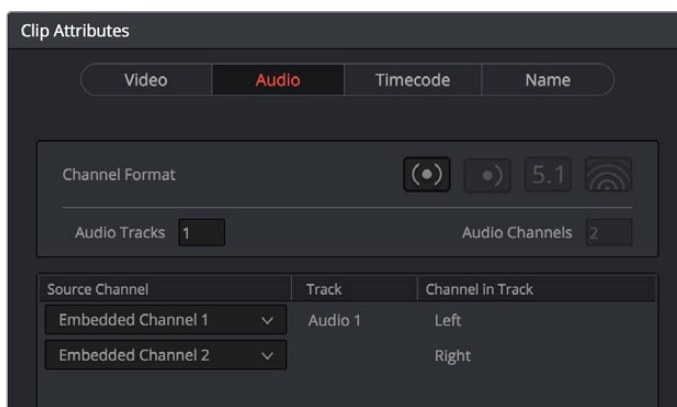 Clip Attributes
Video Audio Timecode Name
Channel Format 5.1
Audio Tracks 1 Audio Channels 2
Source Channel Track Channel in Track
Embedded Channel 1 Audio 1 Left
Embedded Channel 2 Right